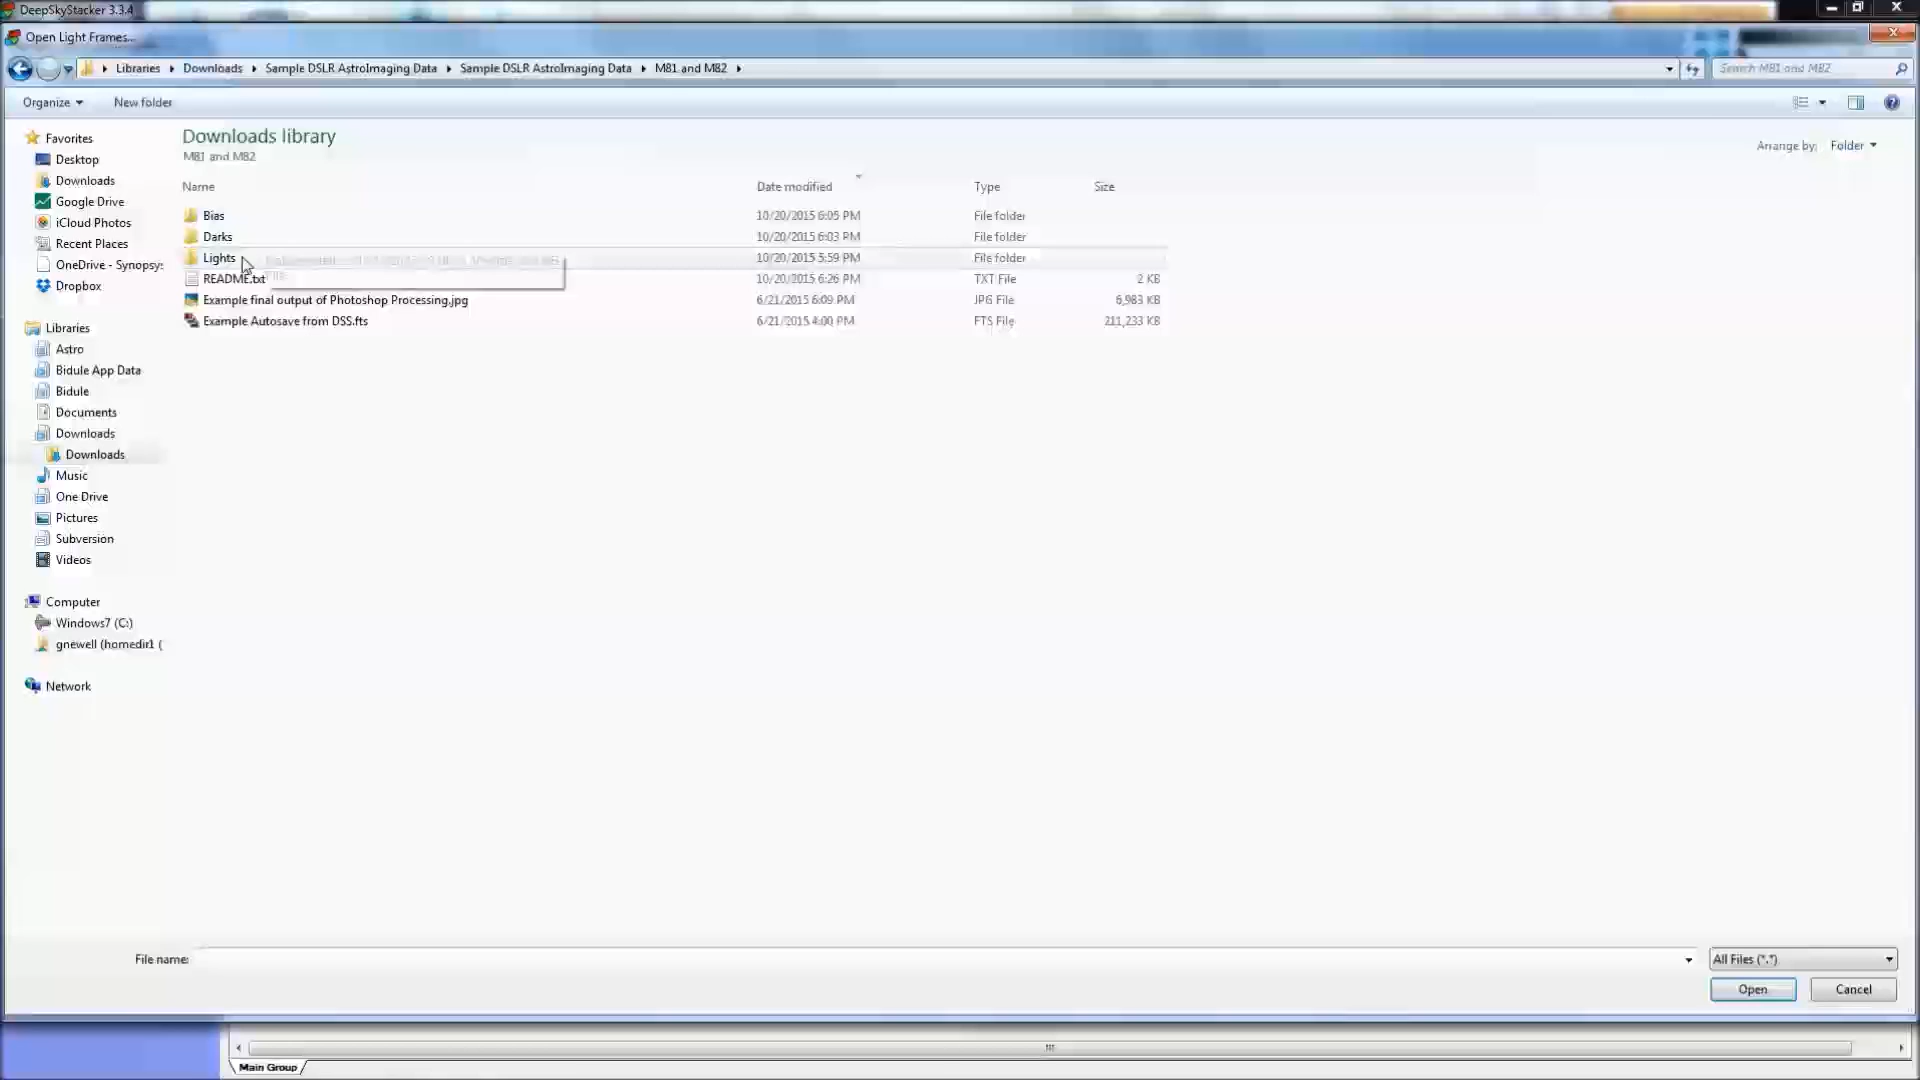 DeepSkyStacker 3.3.4
Open Light Frames...
Libraries Downloads Sample DSLR AstroImaging Data Sample DSLR AstroImaging Data M81 and M82
Search M81 and M82
Organize New folder
Favorites
Desktop
Downloads
Google Drive
iCloud Photos
Recent Places
OneDrive - Synopsy:
Dropbox
Libraries
Astro
Bidule App Data
Bidule
Documents
Downloads
Downloads
Music
One Drive
Pictures
Subversion
Videos
Computer
Windows7 (C:)
gnewell (homedir1 (
Network
Downloads library
M81 and M82
Arrange by: Folder
Name Date modified Type Size
Bias 10/20/2015 6:05 PM File folder
Darks 10/20/2015 6:03 PM File folder
Lights 10/20/2015 5:59 PM File folder
README.txt 10/20/2015 6:26 PM TXT File 2 KB
Example final output of Photoshop Processing.jpg 6/21/2015 6:09 PM JPG File 6,983 KB
Example Autosave from DSS.fts 6/21/2015 4:00 PM FTS File 211,233 KB
File name: All Files (*.*)
Open Cancel
Main Group